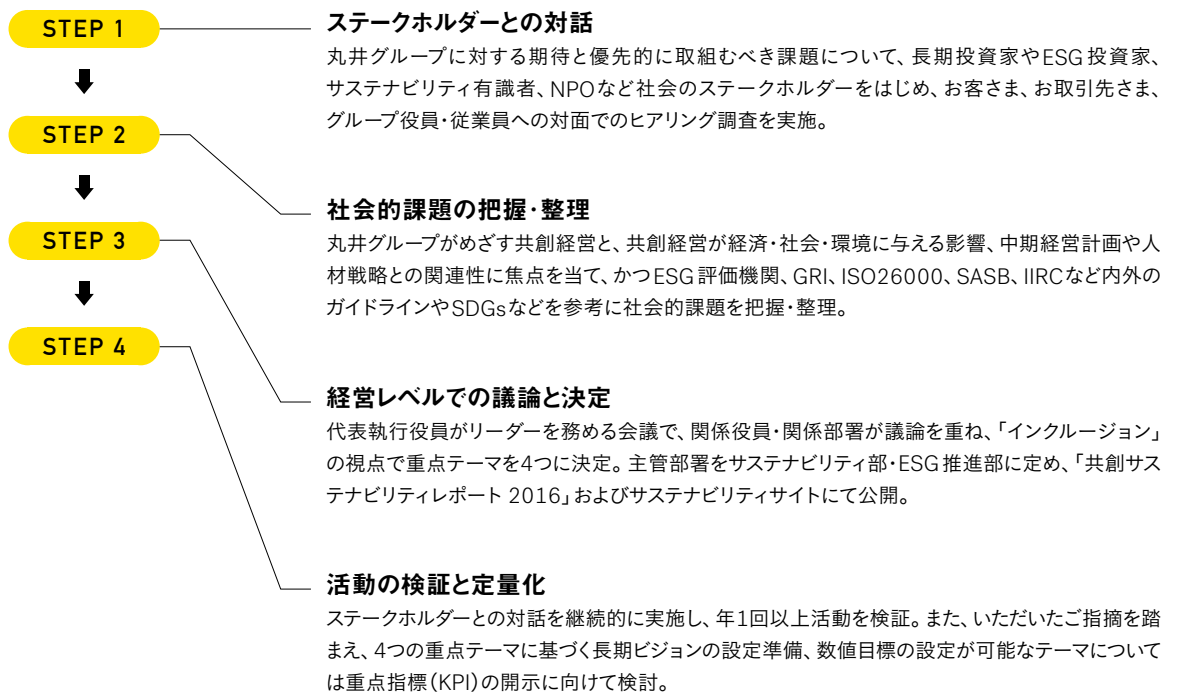 STEP 1
ステークホルダーとの対話
丸井グループに対する期待と優先的に取組むべき課題について、長期投資家やESG投資家、
サステナビリティ有識者、NPOなど社会のステークホルダーをはじめ、お客さま、お取引先さま、
グループ役員・従業員への対面でのヒアリング調査を実施。
STEP 2
社会的課題の把握・整理
丸井グループがめざす共創経営と、共創経営が経済・社会・環境に与える影響、中期経営計画や人
材戦略との関連性に焦点を当て、かつESG評価機関、GRI、ISO26000、SASB、IIRCなど内外の
ガイドラインやSDGsなどを参考に社会的課題を把握・整理。
STEP 3
経営レベルでの議論と決定
代表執行役員がリーダーを務める会議で、関係役員・関係部署が議論を重ね、「インクルージョン」
の視点で重点テーマを4つに決定。主管部署をサステナビリティ部・ESG推進部に定め、「共創サス
テナビリティレポート 2016」およびサステナビリティサイトにて公開。
STEP 4
活動の検証と定量化
ステークホルダーとの対話を継続的に実施し、年1回以上活動を検証。また、いただいたご指摘を踏
まえ、4つの重点テーマに基づく長期ビジョンの設定準備、数値目標の設定が可能なテーマについて
は重点指標（KPI）の開示に向けて検討。